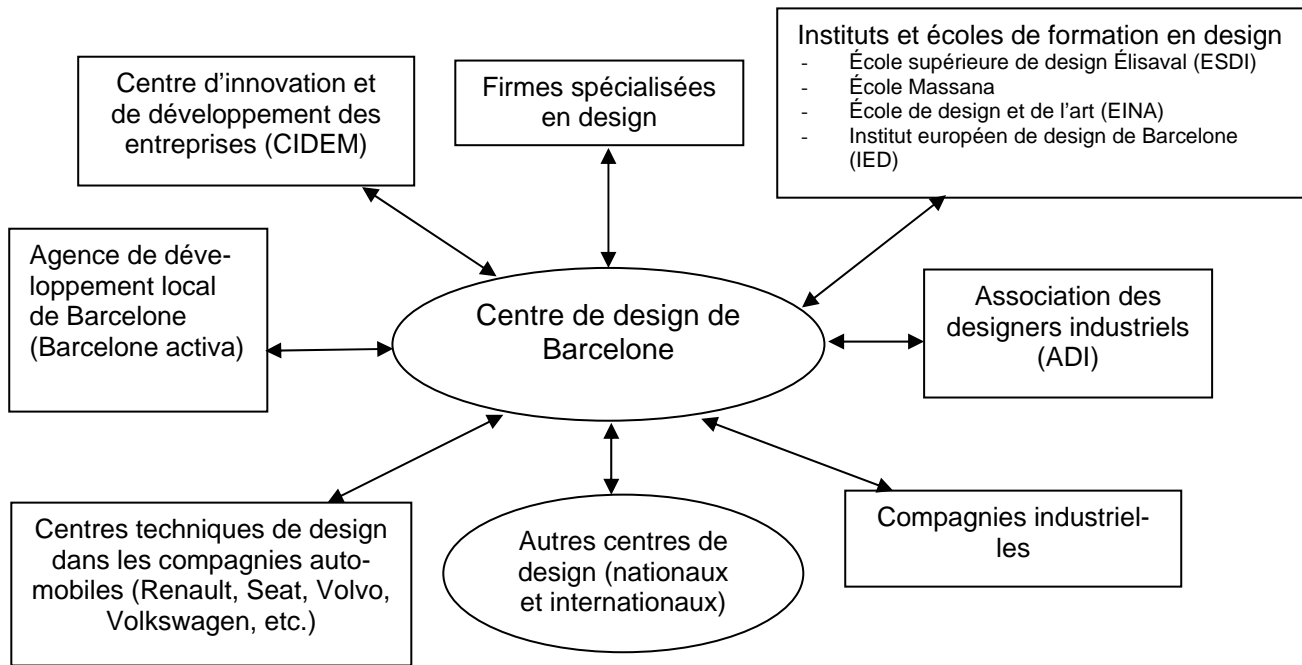 Centre d'innovation et
de développement des
entreprises (CIDEM)
Firmes spécialisées
en design
Instituts et écoles de formation en design
- École supérieure de design Élisaval (ESDI)
- École Massana
- École de design et de l'art (EINA)
- Institut européen de design de Barcelone
(IED)
Agence de déve-
loppement local
de Barcelone
(Barcelone activa)
Centre de design de
Barcelone
Association des
designers industriels
(ADI)
Centres techniques de design
dans les compagnies auto-
mobiles (Renault, Seat, Volvo,
Volkswagen, etc.)
Autres centres de
design (nationaux
et internationaux)
Compagnies industriel-
les